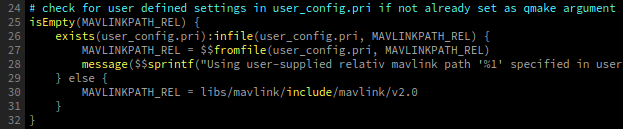 24 # check for user defined settings in user_config.pri if not already set as qmake argument
25 isEmpty(MAVLINKPATH_REL) {
26     exists(user_config.pri):infile(user_config.pri, MAVLINKPATH_REL) {
27         MAVLINKPATH_REL = $$fromfile(user_config.pri, MAVLINKPATH_REL)
28         message($$sprintf("Using user-supplied relativ mavlink path '%1' specified in user
29     } else {
30         MAVLINKPATH_REL = libs/mavlink/include/mavlink/v2.0
31     }
32 }